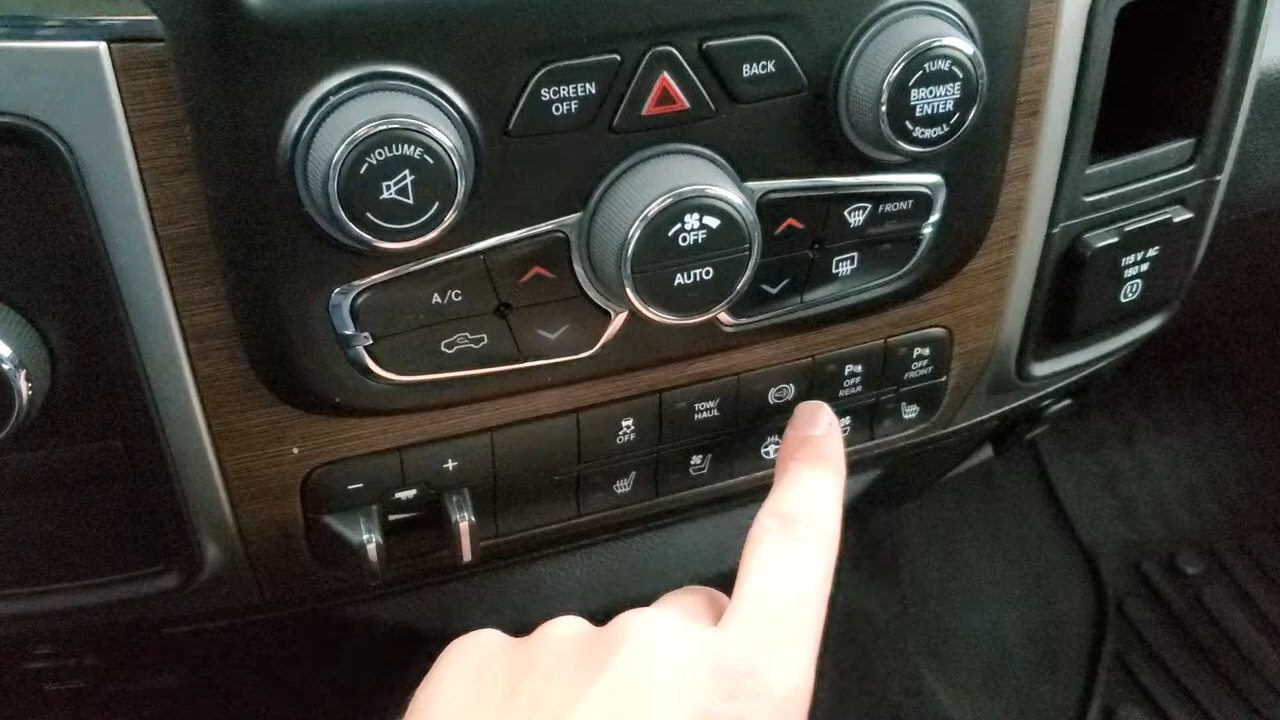 SCREEN
OFF
BACK
TUNE
BROWSE
ENTER
SCROLL
VOLUME
OFF
AUTO
FRONT
A/C
115V AC
150 W
OFF
TOW/
HAUL
P
OFF
REAR
P
OFF
FRONT
-
+